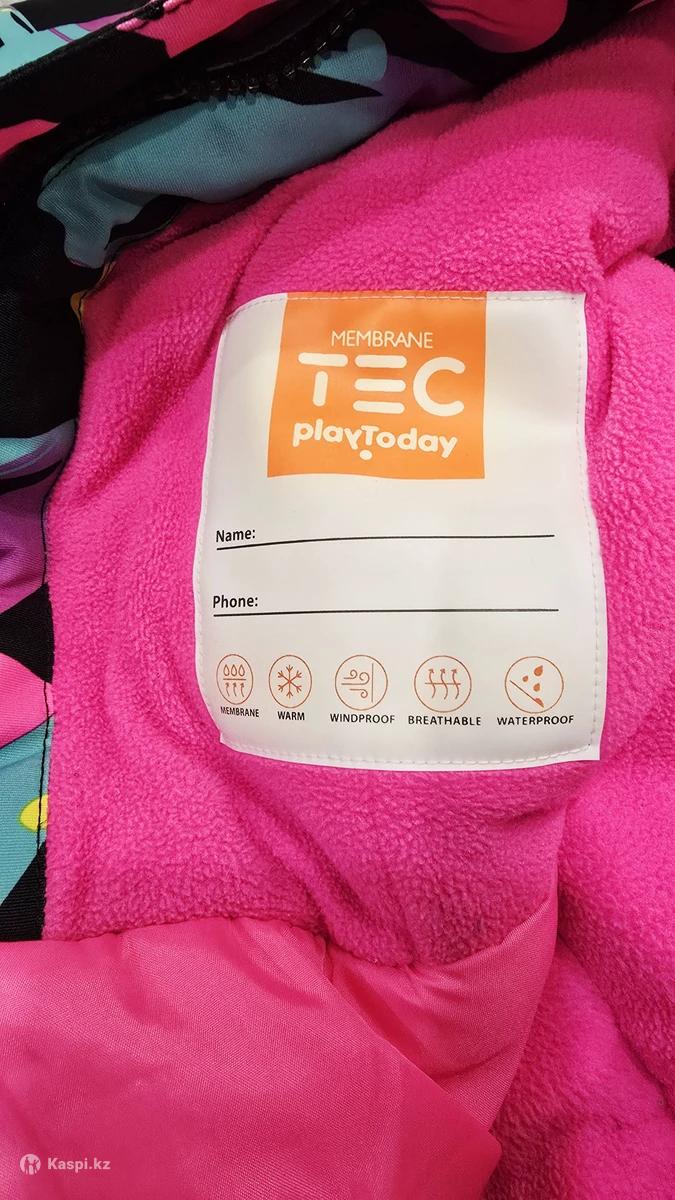 MEMBRANE
TEC
playToday
Name:
Phone:
MEMBRANE WARM WINDPROOF BREATHABLE WATERPROOF
Kaspi.kz